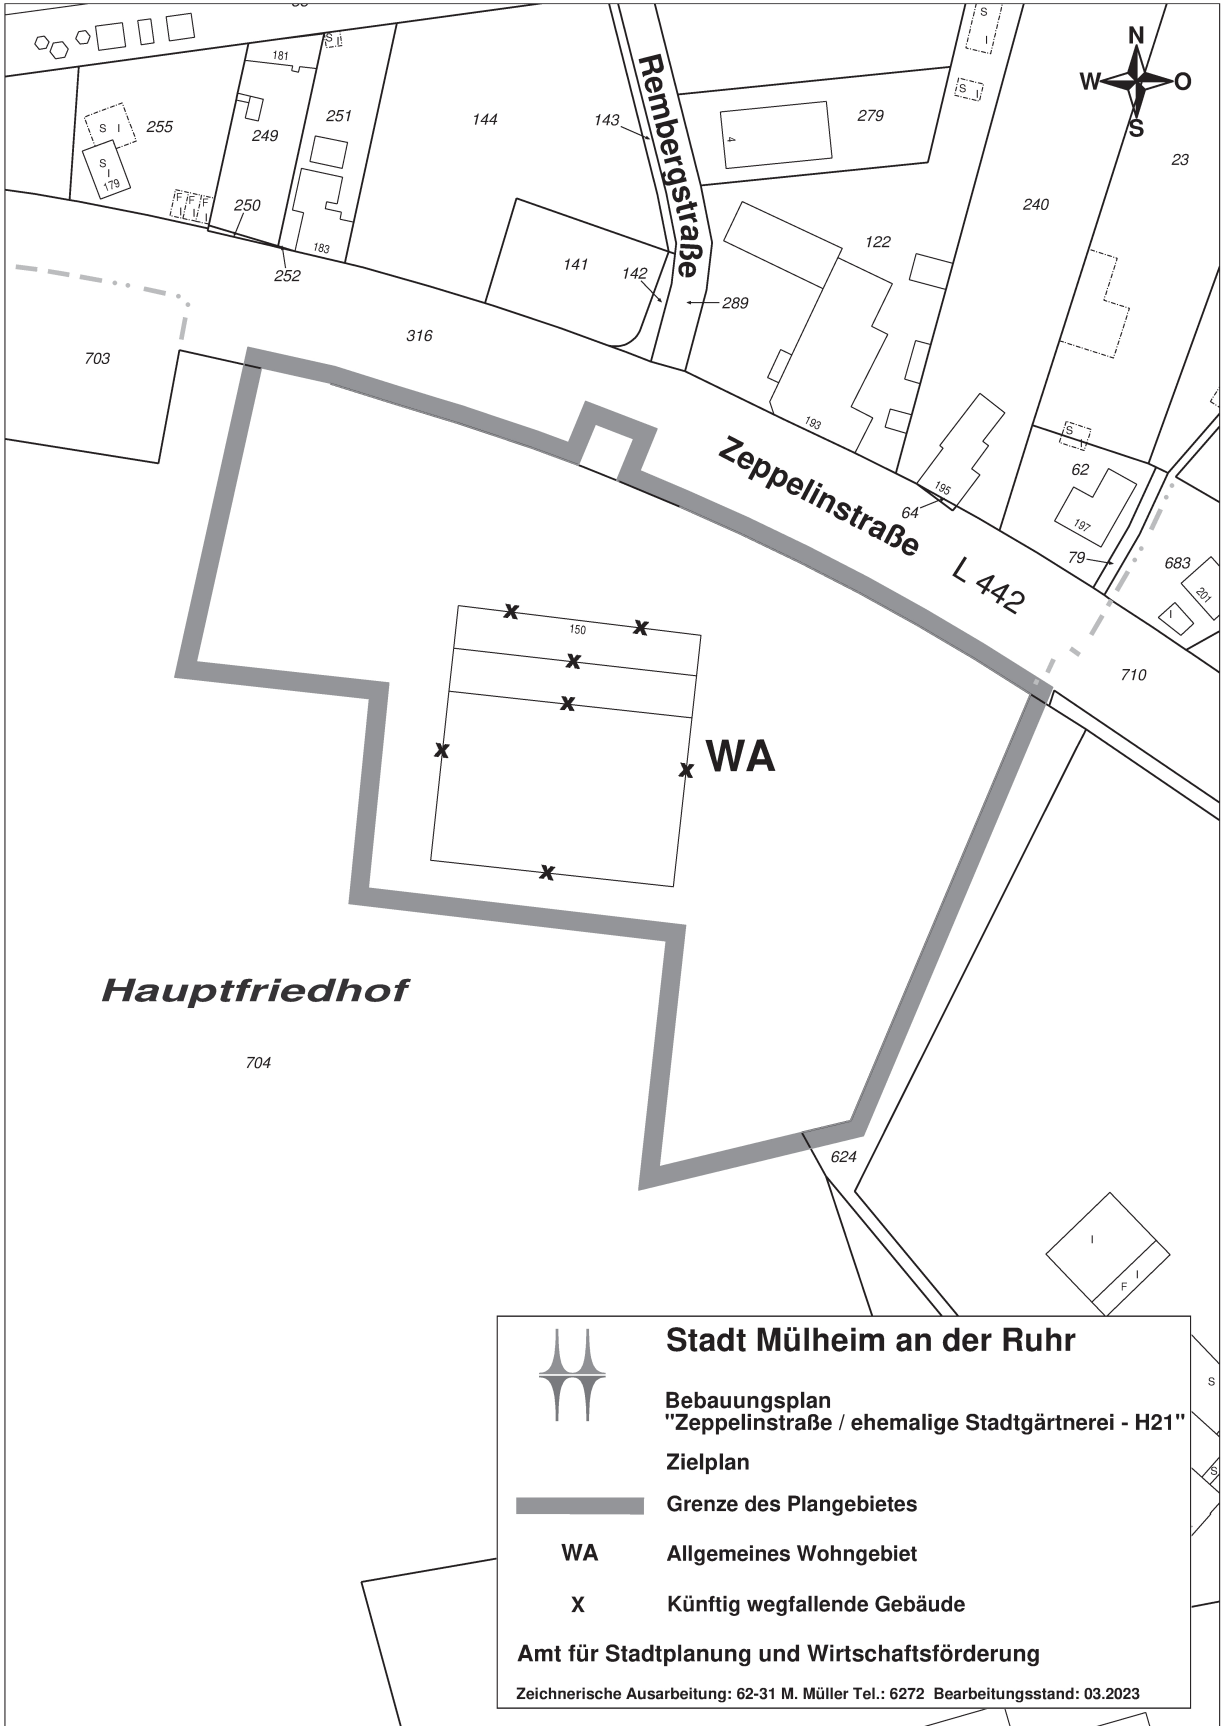 N
W O
S
181
S I
251
144
143
Rembergstraße
4
279
S
I
S I
23
S I
255
249
S
I
179
F F F
I I I
250
183
252
240
122
141
142
289
316
703
193
Zeppelinstraße
L 442
195
64
S
I
62
197
79
683
201
I
710
X X
150
X
X
X
X
X
WA
Hauptfriedhof
704
624
I
I
F
S
S
Stadt Mülheim an der Ruhr
Bebauungsplan
"Zeppelinstraße / ehemalige Stadtgärtnerei - H21"
Zielplan
Grenze des Plangebietes
WA Allgemeines Wohngebiet
X Künftig wegfallende Gebäude
Amt für Stadtplanung und Wirtschaftsförderung
Zeichnerische Ausarbeitung: 62-31 M. Müller Tel.: 6272 Bearbeitungsstand: 03.2023